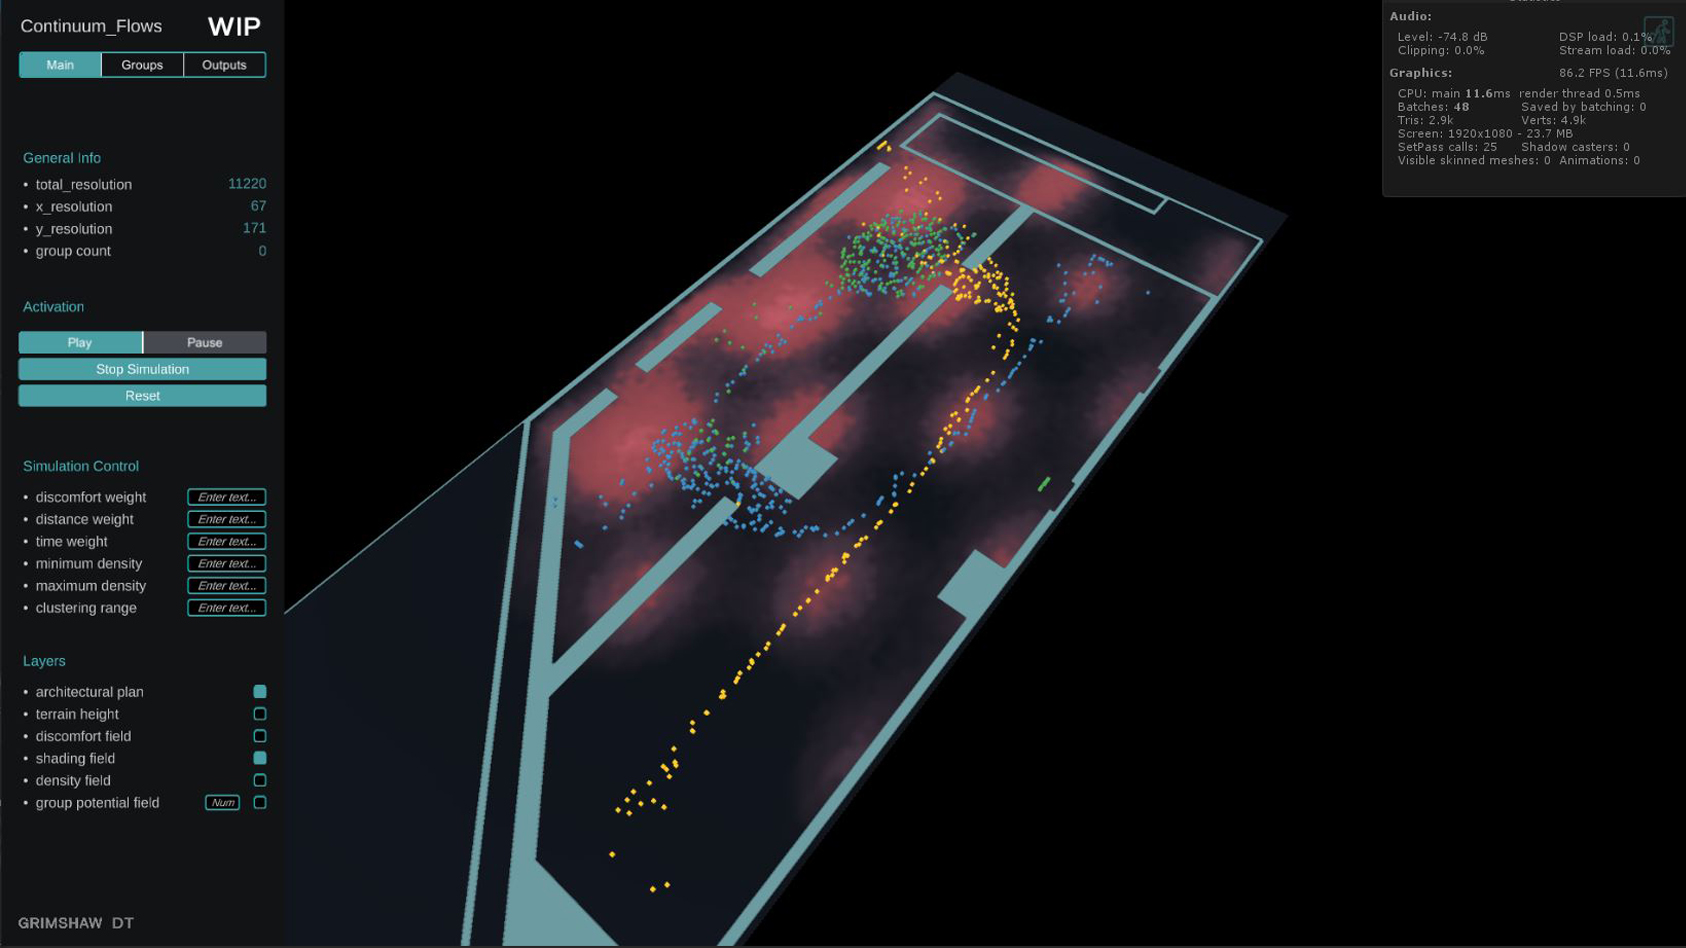 Continuum_Flows WIP
Main Groups Outputs
General Info
• total_resolution 11220
• x_resolution 67
• y_resolution 171
• group count 0
Activation
Play Pause
Stop Simulation
Reset
Simulation Control
• discomfort weight Enter text...
• distance weight Enter text...
• time weight Enter text...
• minimum density Enter text...
• maximum density Enter text...
• clustering range Enter text...
Layers
• architectural plan
• terrain height
• discomfort field
• shading field
• density field
• group potential field Num
GRIMSHAW DT
Audio:
Level: -74.8 dB DSP load: 0.1%
Clipping: 0.0% Stream load: 0.0%
Graphics: 86.2 FPS (11.6ms)
CPU: main 11.6ms render thread 0.5ms
Batches: 48 Saved by batching: 0
Tris: 2.9k Verts: 4.9k
Screen: 1920x1080 - 23.7 MB
SetPass calls: 25 Shadow casters: 0
Visible skinned meshes: 0 Animations: 0